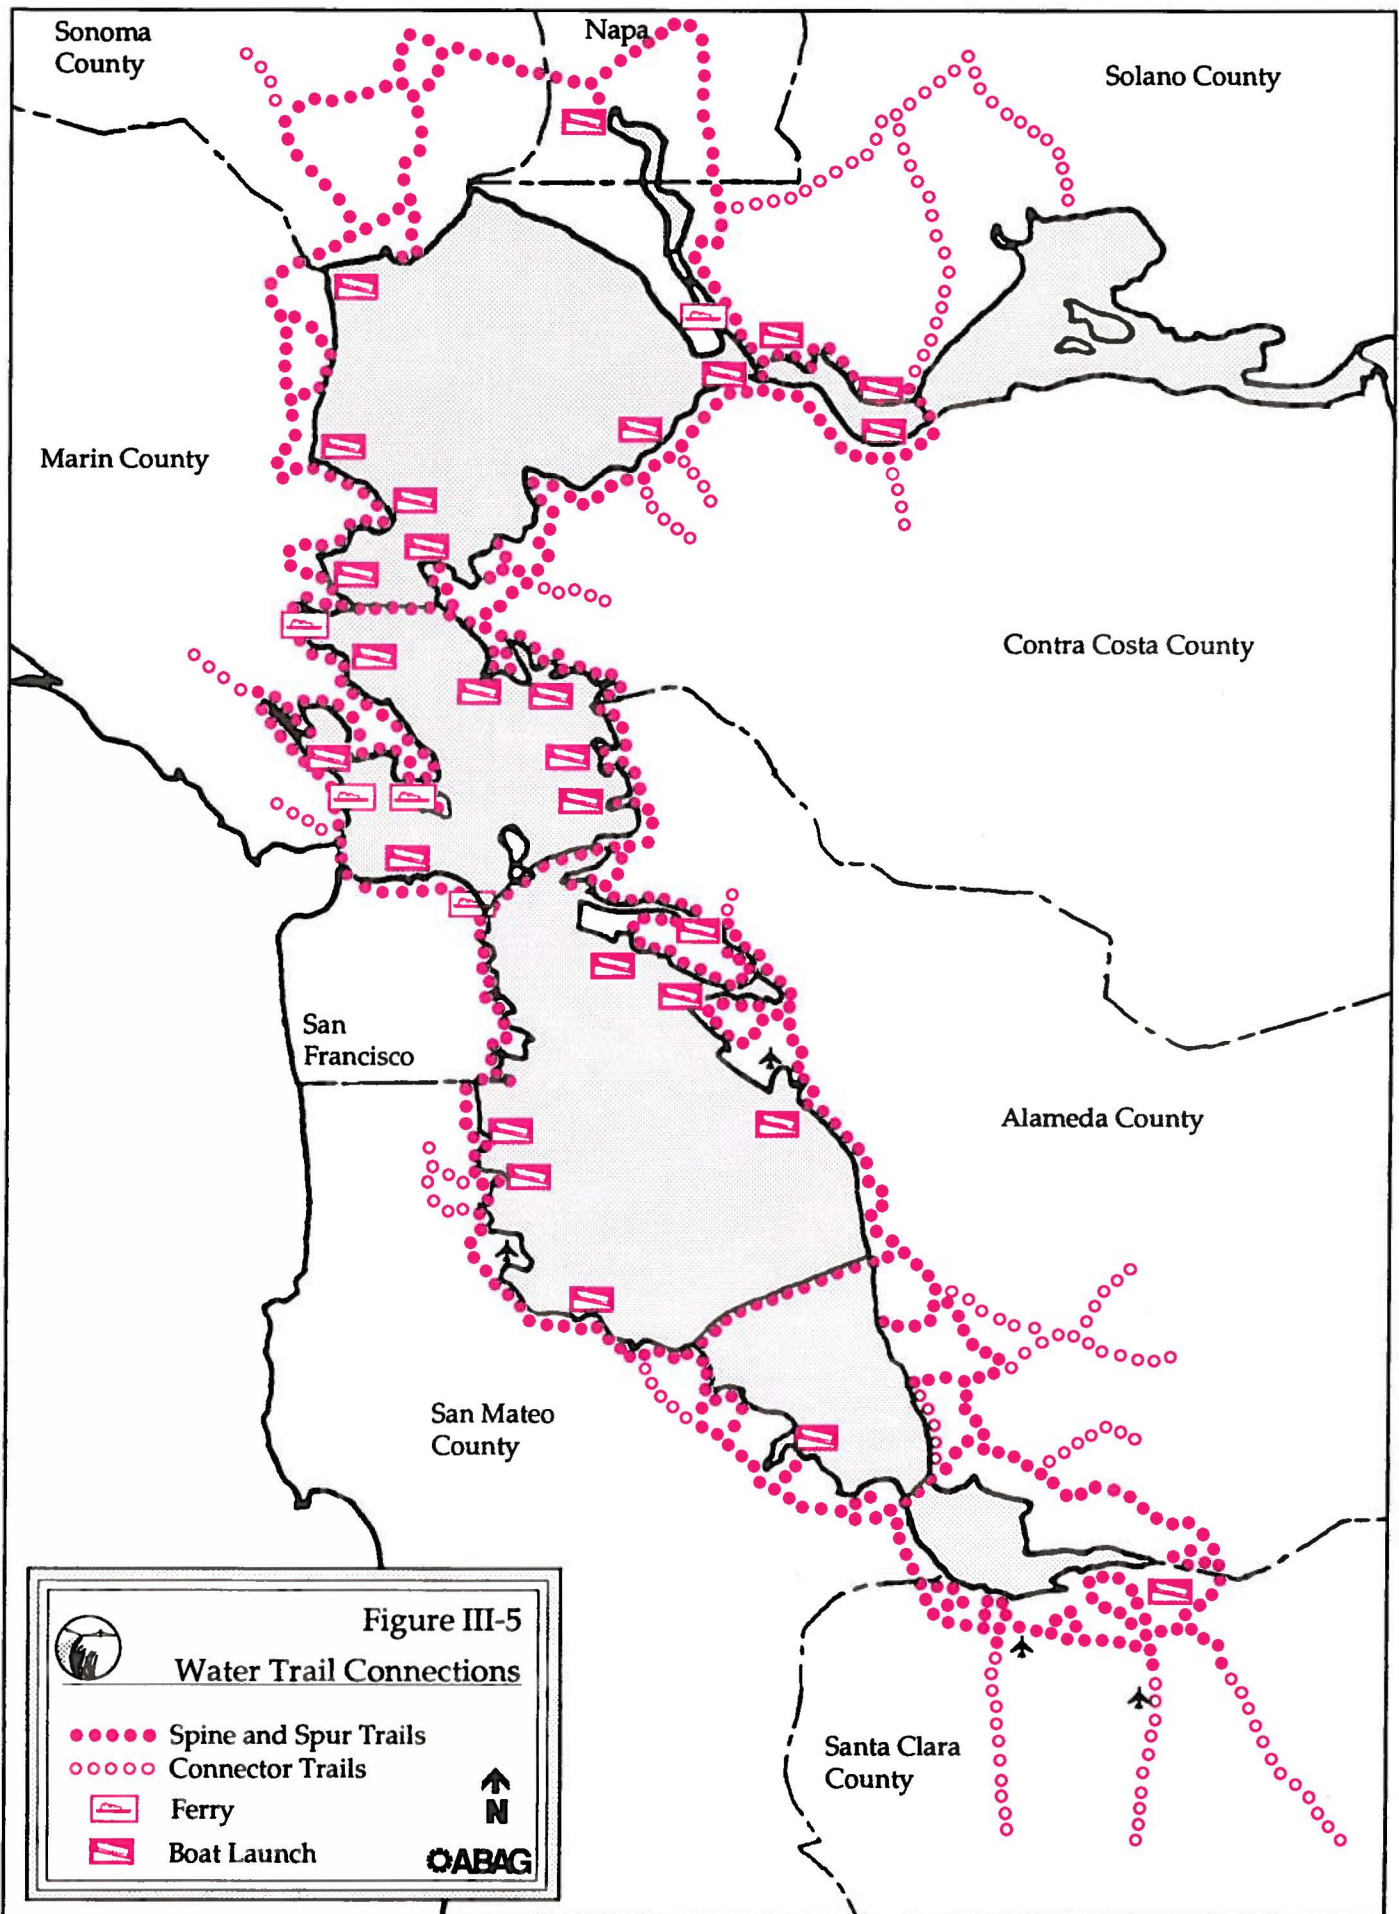 Sonoma
County
Napa
Solano County
Marin County
Contra Costa County
San
Francisco
Alameda County
San Mateo
County
Santa Clara
County
Figure III-5
Water Trail Connections
Spine and Spur Trails
Connector Trails
Ferry
Boat Launch
N
ABAG